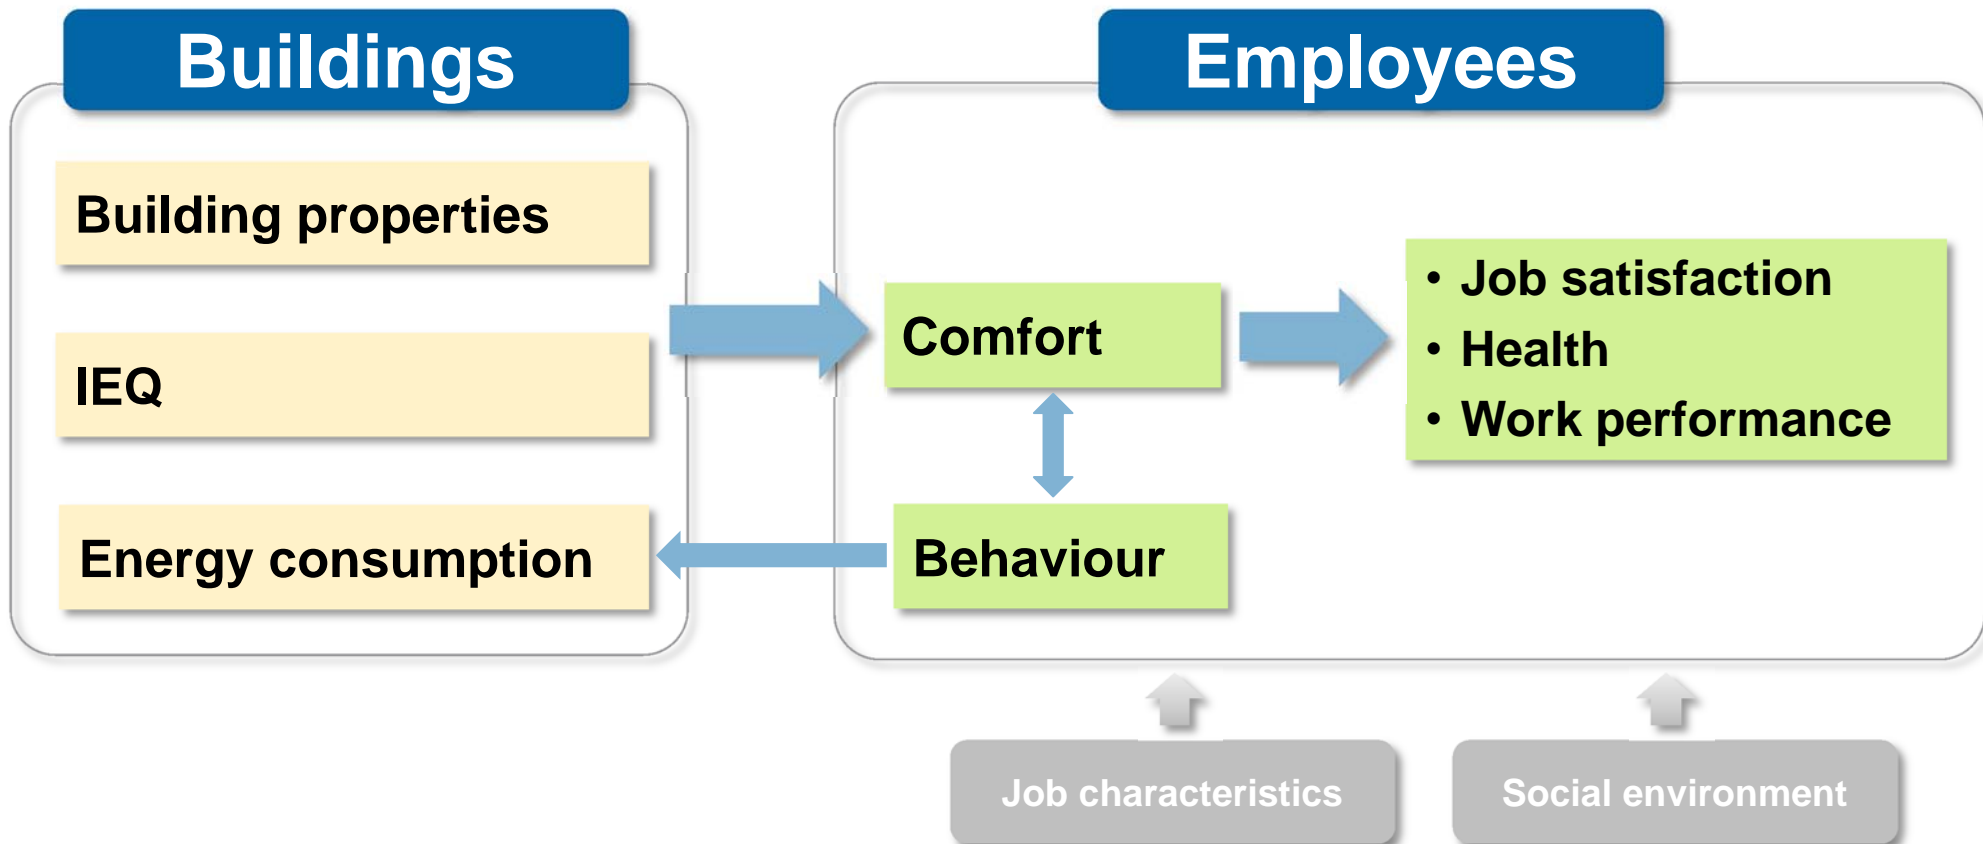 Buildings
Building properties
IEQ
Energy consumption
Employees
Comfort
Behaviour
• Job satisfaction
• Health
• Work performance
Job characteristics
Social environment